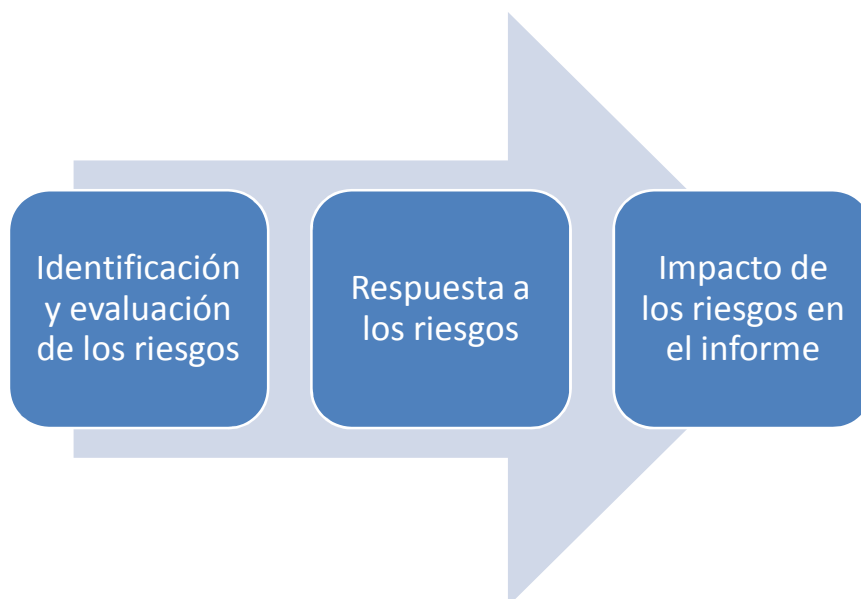 Identificación
y evaluación
de los riesgos
Respuesta a
los riesgos
Impacto de
los riesgos en
el informe